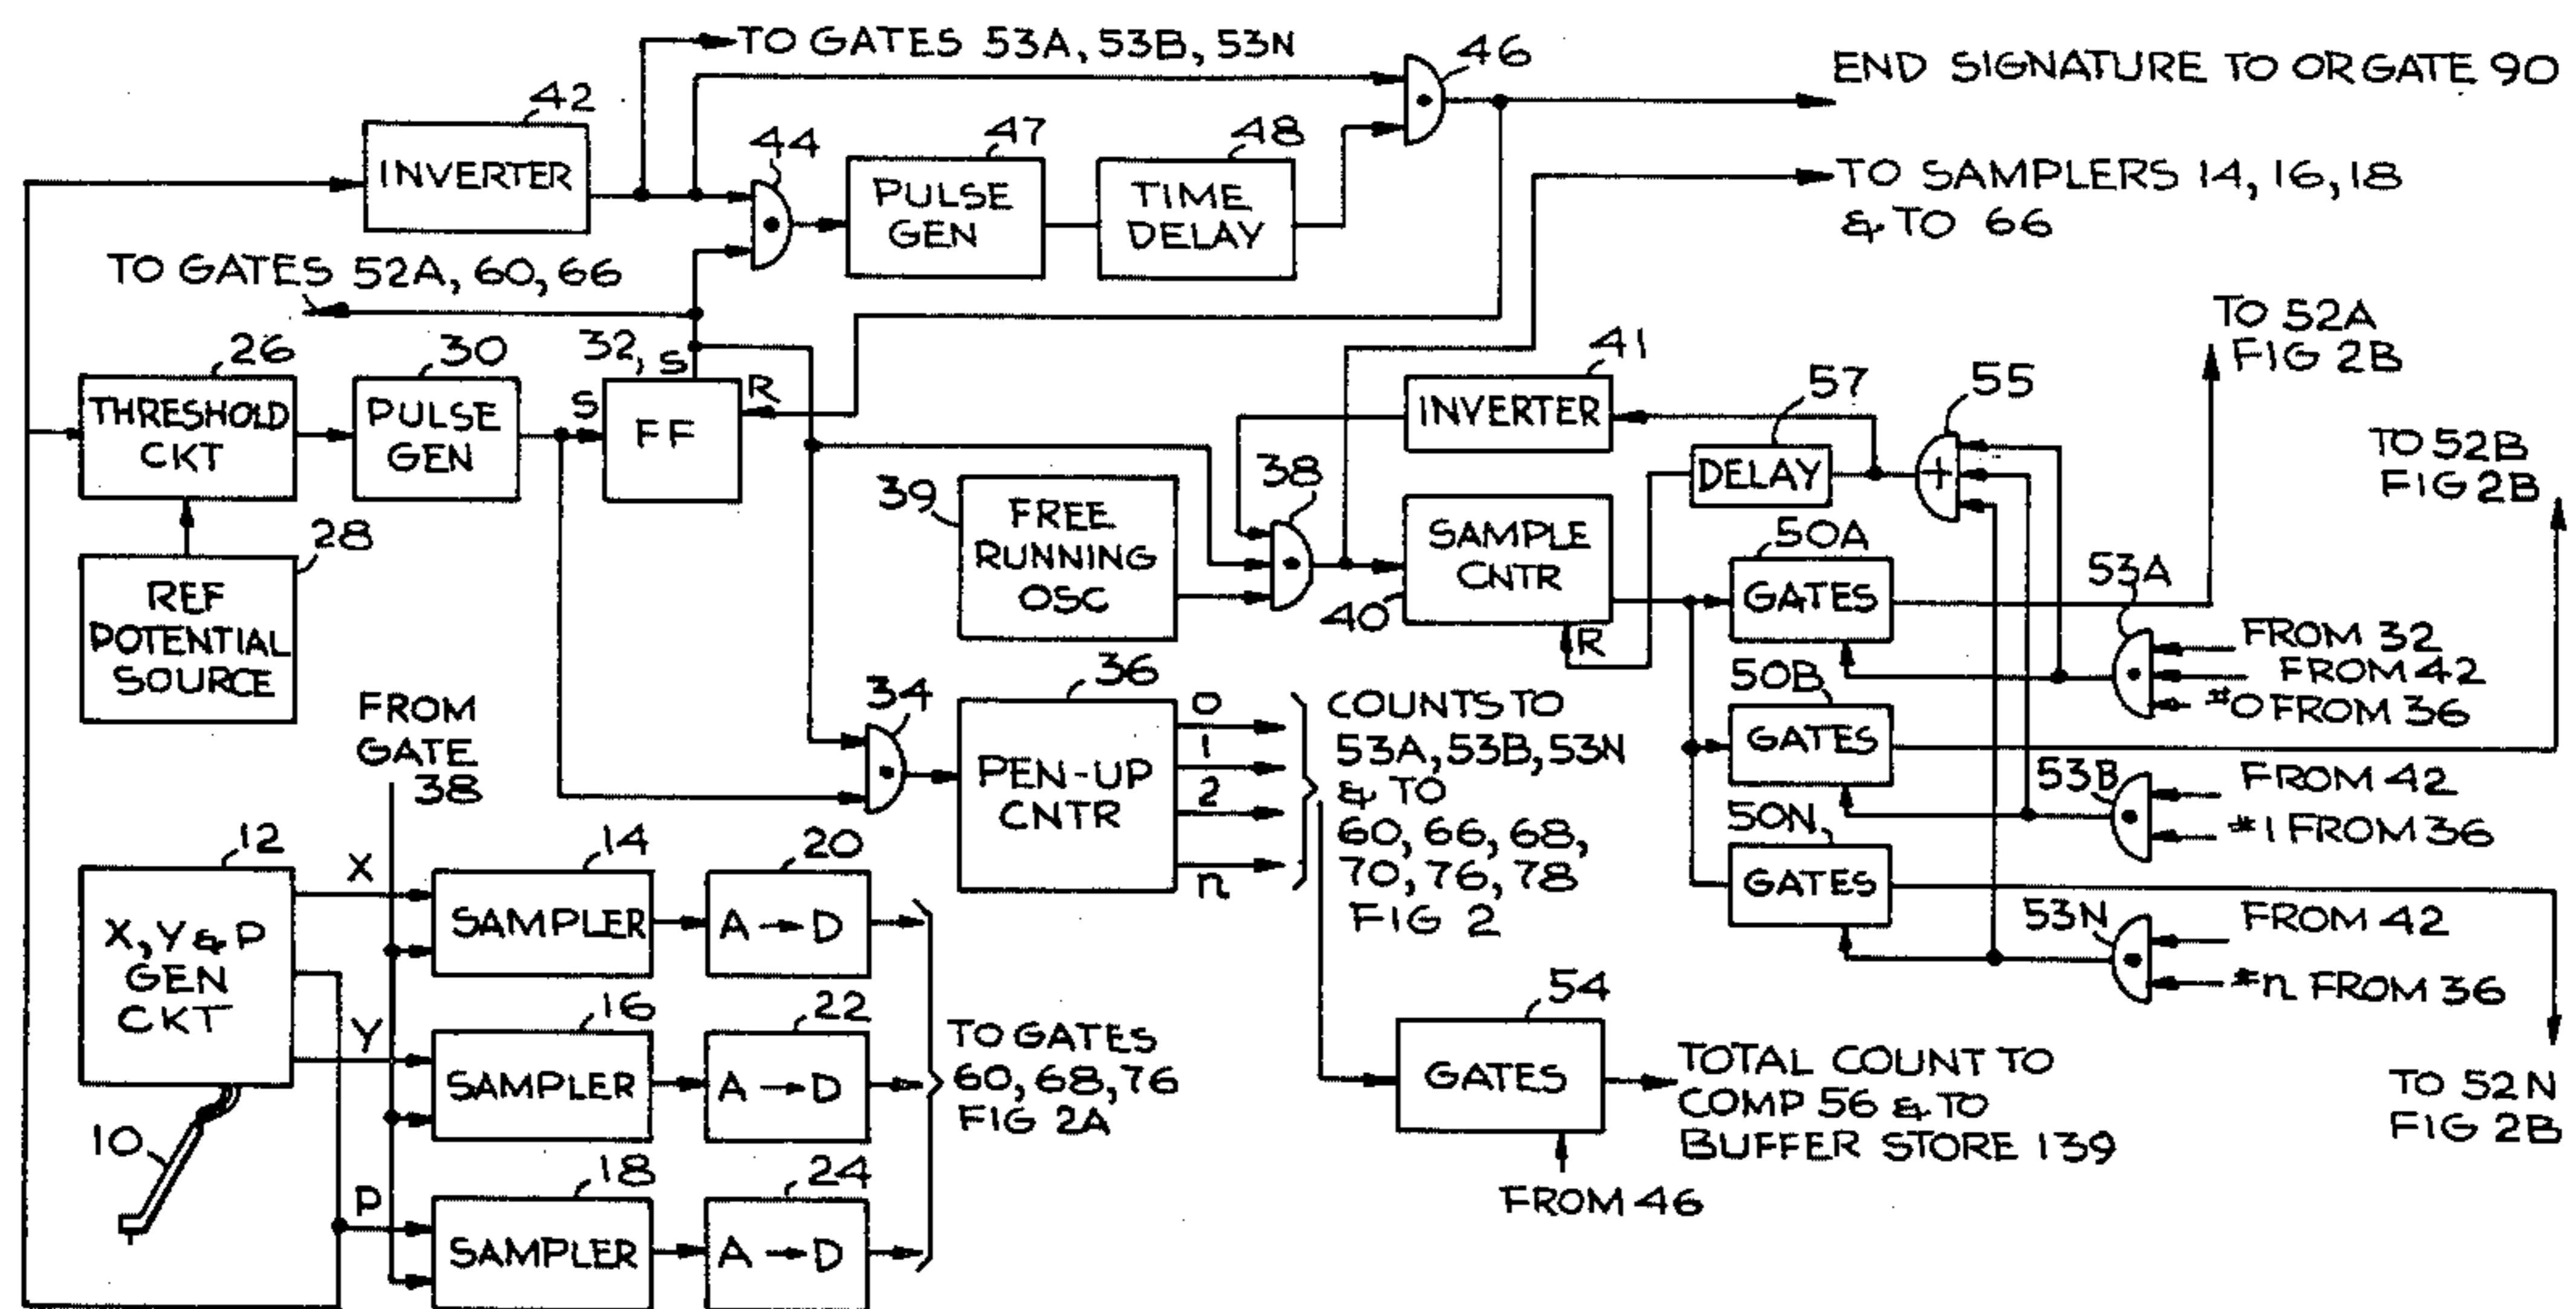 TO GATES 53A, 53B, 53N
46
END SIGNATURE TO OR GATE 90
42
INVERTER
44
47
PULSE
GEN
48
TIME
DELAY
TO SAMPLERS 14, 16, 18
& TO 66
TO GATES 52A, 60, 66
26
THRESHOLD
CKT
30
PULSE
GEN
32
S
S
R
FF
41
INVERTER
57
DELAY
55
+
TO 52A
FIG 2B
TO 52B
FIG 2B
28
REF
POTENTIAL
SOURCE
39
FREE
RUNNING
OSC
38
SAMPLE
CNTR
40
R
50A
GATES
53A
FROM 32
FROM 42
#0 FROM 36
50B
GATES
53B
FROM 42
#1 FROM 36
50N
GATES
53N
FROM 42
#n FROM 36
TO 52N
FIG 2B
FROM
GATE
38
34
36
PEN-UP
CNTR
0
1
2
n
COUNTS TO
53A, 53B, 53N
& TO
60, 66, 68,
70, 76, 78
FIG 2
12
X, Y & P
GEN
CKT
10
X
14
SAMPLER
20
A → D
Y
16
SAMPLER
22
A → D
P
18
SAMPLER
24
A → D
TO GATES
60, 68, 76
FIG 2A
54
GATES
FROM 46
TOTAL COUNT TO
COMP 56 & TO
BUFFER STORE 139